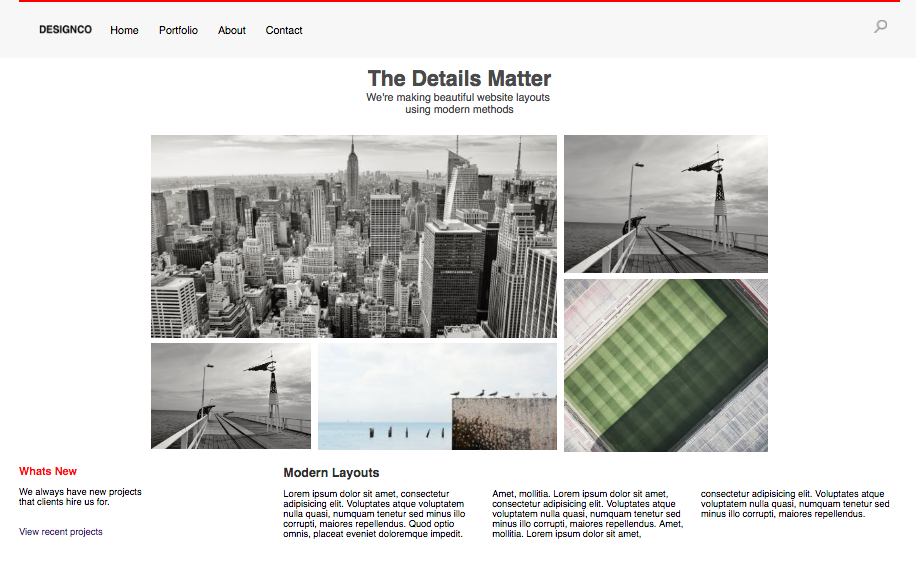 DESIGNCO Home Portfolio About Contact
The Details Matter
We're making beautiful website layouts
using modern methods
Whats New
We always have new projects
that clients hire us for.
View recent projects
Modern Layouts
Lorem ipsum dolor sit amet, consectetur
adipisicing elit. Voluptates atque voluptatem
nulla quasi, numquam tenetur sed minus illo
corrupti, maiores repellendus. Quod optio
omnis, placeat eveniet doloremque impedit.
Amet, mollitia. Lorem ipsum dolor sit amet,
consectetur adipisicing elit. Voluptates atque
voluptatem nulla quasi, numquam tenetur sed
minus illo corrupti, maiores repellendus. Amet,
mollitia. Lorem ipsum dolor sit amet,
consectetur adipisicing elit. Voluptates atque
voluptatem nulla quasi, numquam tenetur sed
minus illo corrupti, maiores repellendus.